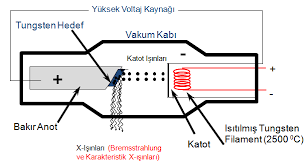 Yüksek Voltaj Kaynağı
Tungsten Hedef
Vakum Kabı
-
Katot Işınları
+
+
-
Bakır Anot
Katot
Isıtılmış Tungsten
Filament (2500 ⁰C)
X-Işınları (Bremsstrahlung
ve Karakteristik X-ışınları)